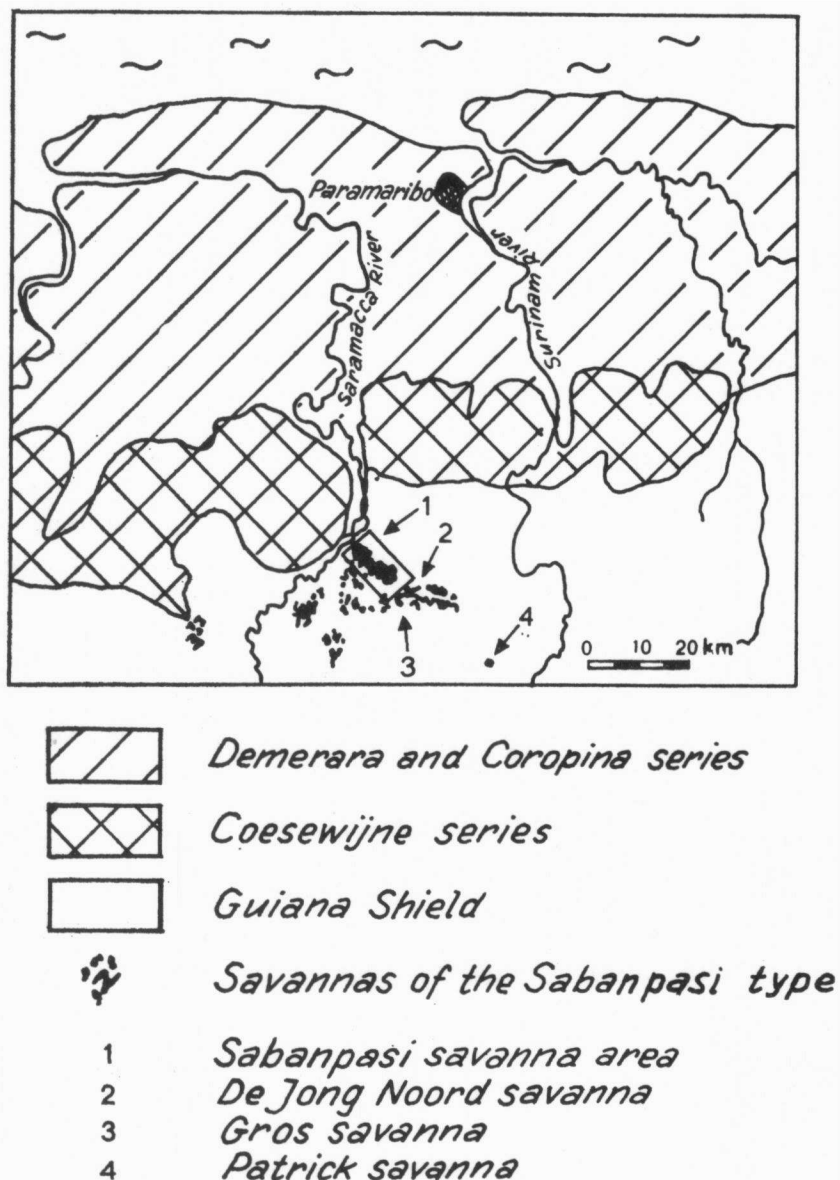 Paramaribo
Saramacca River
Surinam River
1
2
4
3
0 10 20 km
Demerara and Coropina series
Coesewijne series
Guiana Shield
Savannas of the Sabanpasi type
1 Sabanpasi savanna area
2 De Jong Noord savanna
3 Gros savanna
4 Patrick savanna